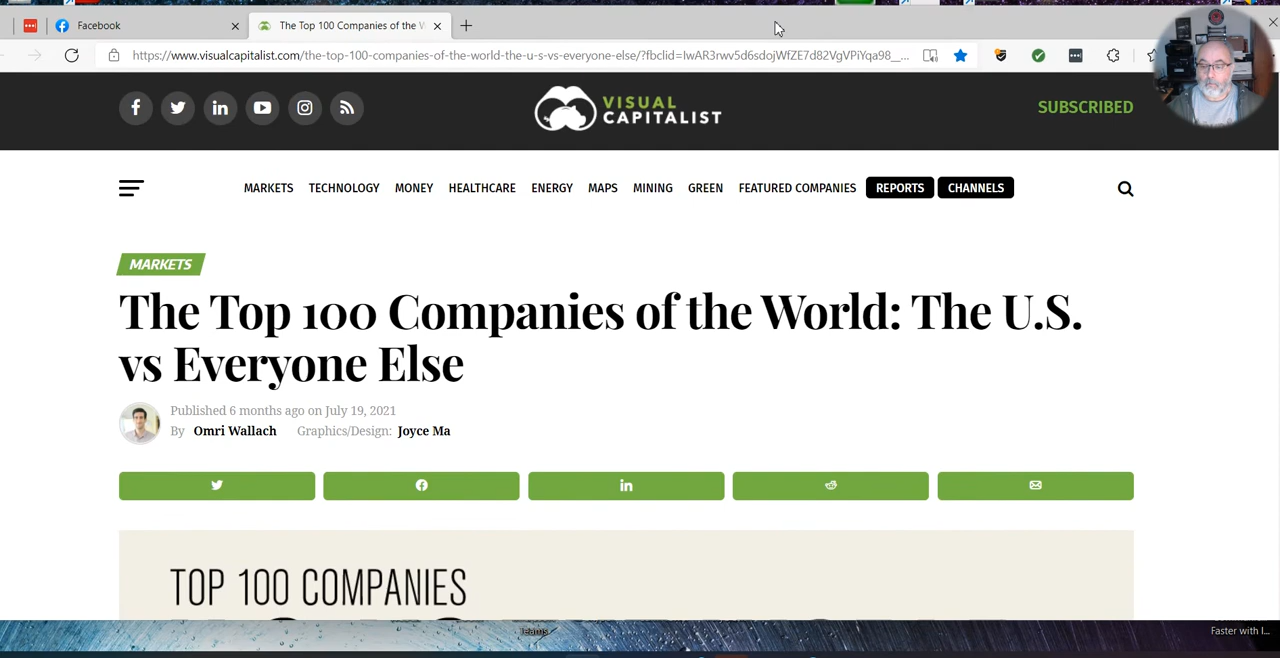 Facebook
The Top 100 Companies of the W
https://www.visualcapitalist.com/the-top-100-companies-of-the-world-the-u-s-vs-everyone-else/?fbclid=IwAR3rwv5d6sdojWfZE7d82VgVPiYqa98__...
VISUAL
CAPITALIST
SUBSCRIBED
MARKETS TECHNOLOGY MONEY HEALTHCARE ENERGY MAPS MINING GREEN FEATURED COMPANIES REPORTS CHANNELS
MARKETS
The Top 100 Companies of the World: The U.S.
vs Everyone Else
Published 6 months ago on July 19, 2021
By Omri Wallach Graphics/Design: Joyce Ma
TOP 100 COMPANIES
Teams
Faster with I...